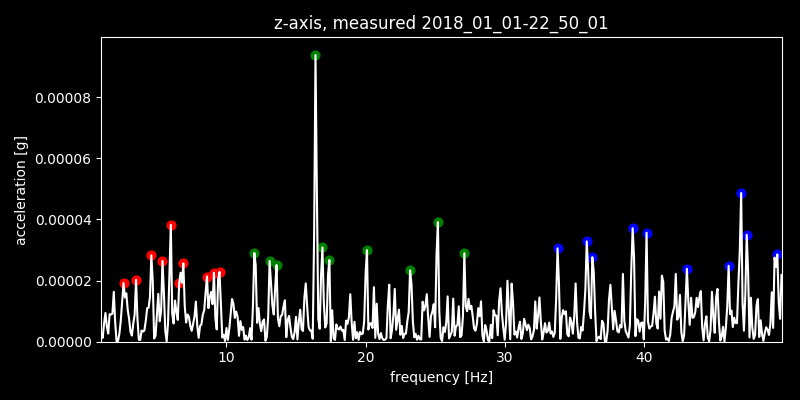 z-axis, measured 2018_01_01-22_50_01
acceleration [g]
0.00008
0.00006
0.00004
0.00002
0.00000
10 20 30 40
frequency [Hz]